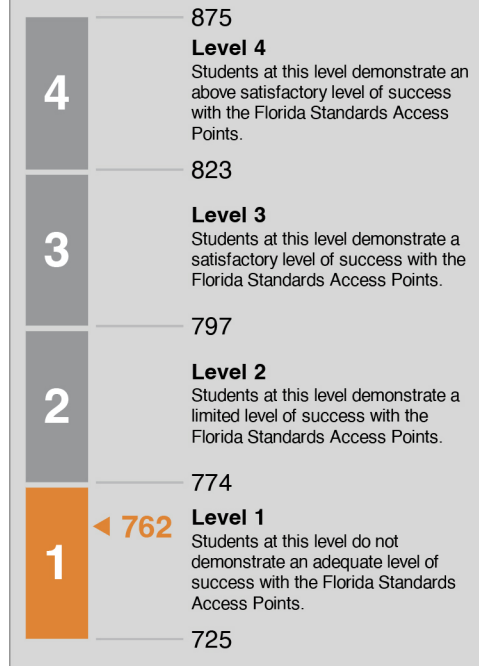 875
Level 4
Students at this level demonstrate an
above satisfactory level of success
with the Florida Standards Access
Points.
4
823
Level 3
Students at this level demonstrate a
satisfactory level of success with the
Florida Standards Access Points.
3
797
Level 2
Students at this level demonstrate a
limited level of success with the
Florida Standards Access Points.
2
774
762
Level 1
Students at this level do not
demonstrate an adequate level of
success with the Florida Standards
Access Points.
1
725